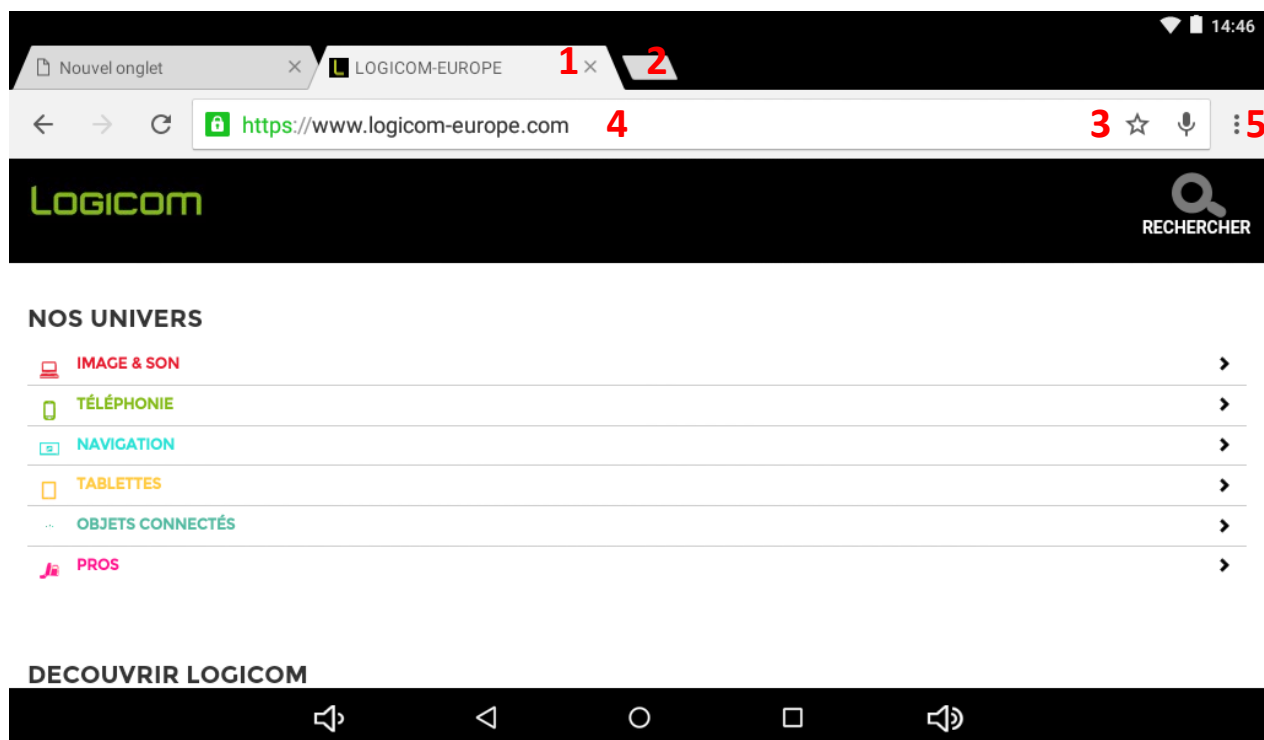 14:46
Nouvel onglet LOGICOM-EUROPE 1 2
https://www.logicom-europe.com 4 3 5
LOGICOM
RECHERCHER
NOS UNIVERS
IMAGE & SON
TÉLÉPHONIE
NAVIGATION
TABLETTES
OBJETS CONNECTÉS
PROS
DECOUVRIR LOGICOM